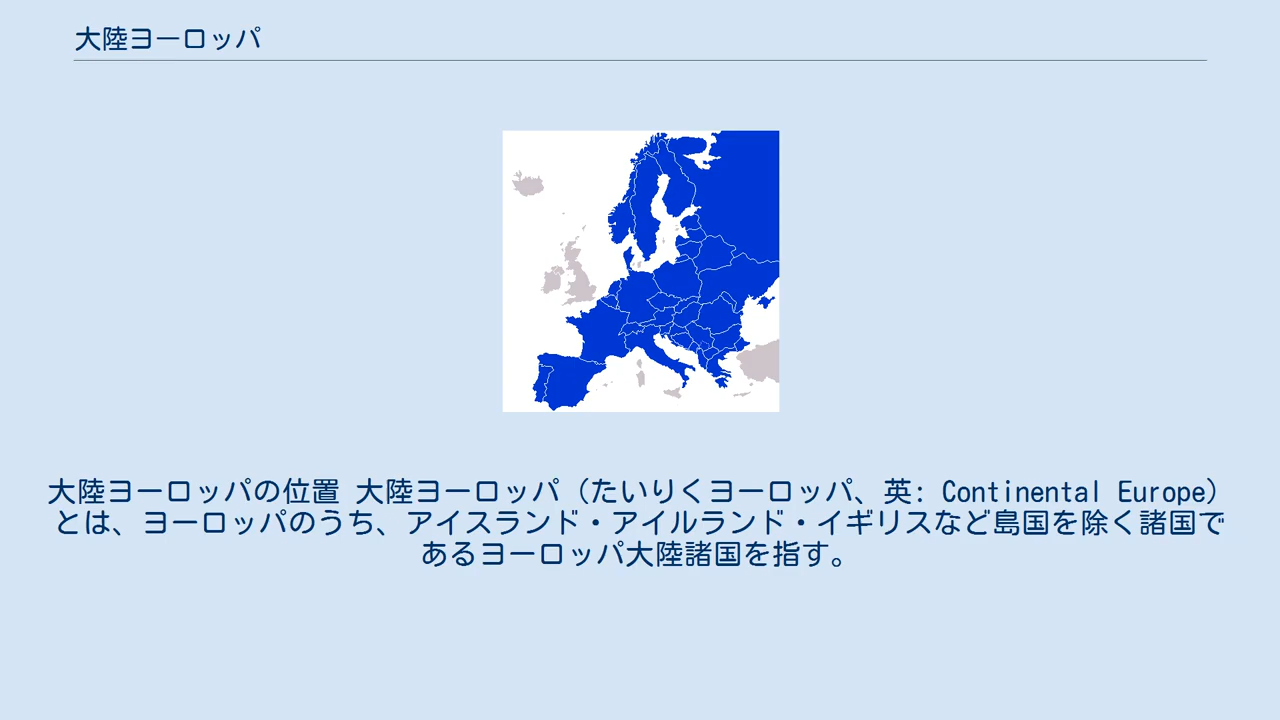 大陸ヨーロッパ
大陸ヨーロッパの位置 大陸ヨーロッパ（たいりくヨーロッパ、英: Continental Europe）
とは、ヨーロッパのうち、アイスランド・アイルランド・イギリスなど島国を除く諸国で
あるヨーロッパ大陸諸国を指す。